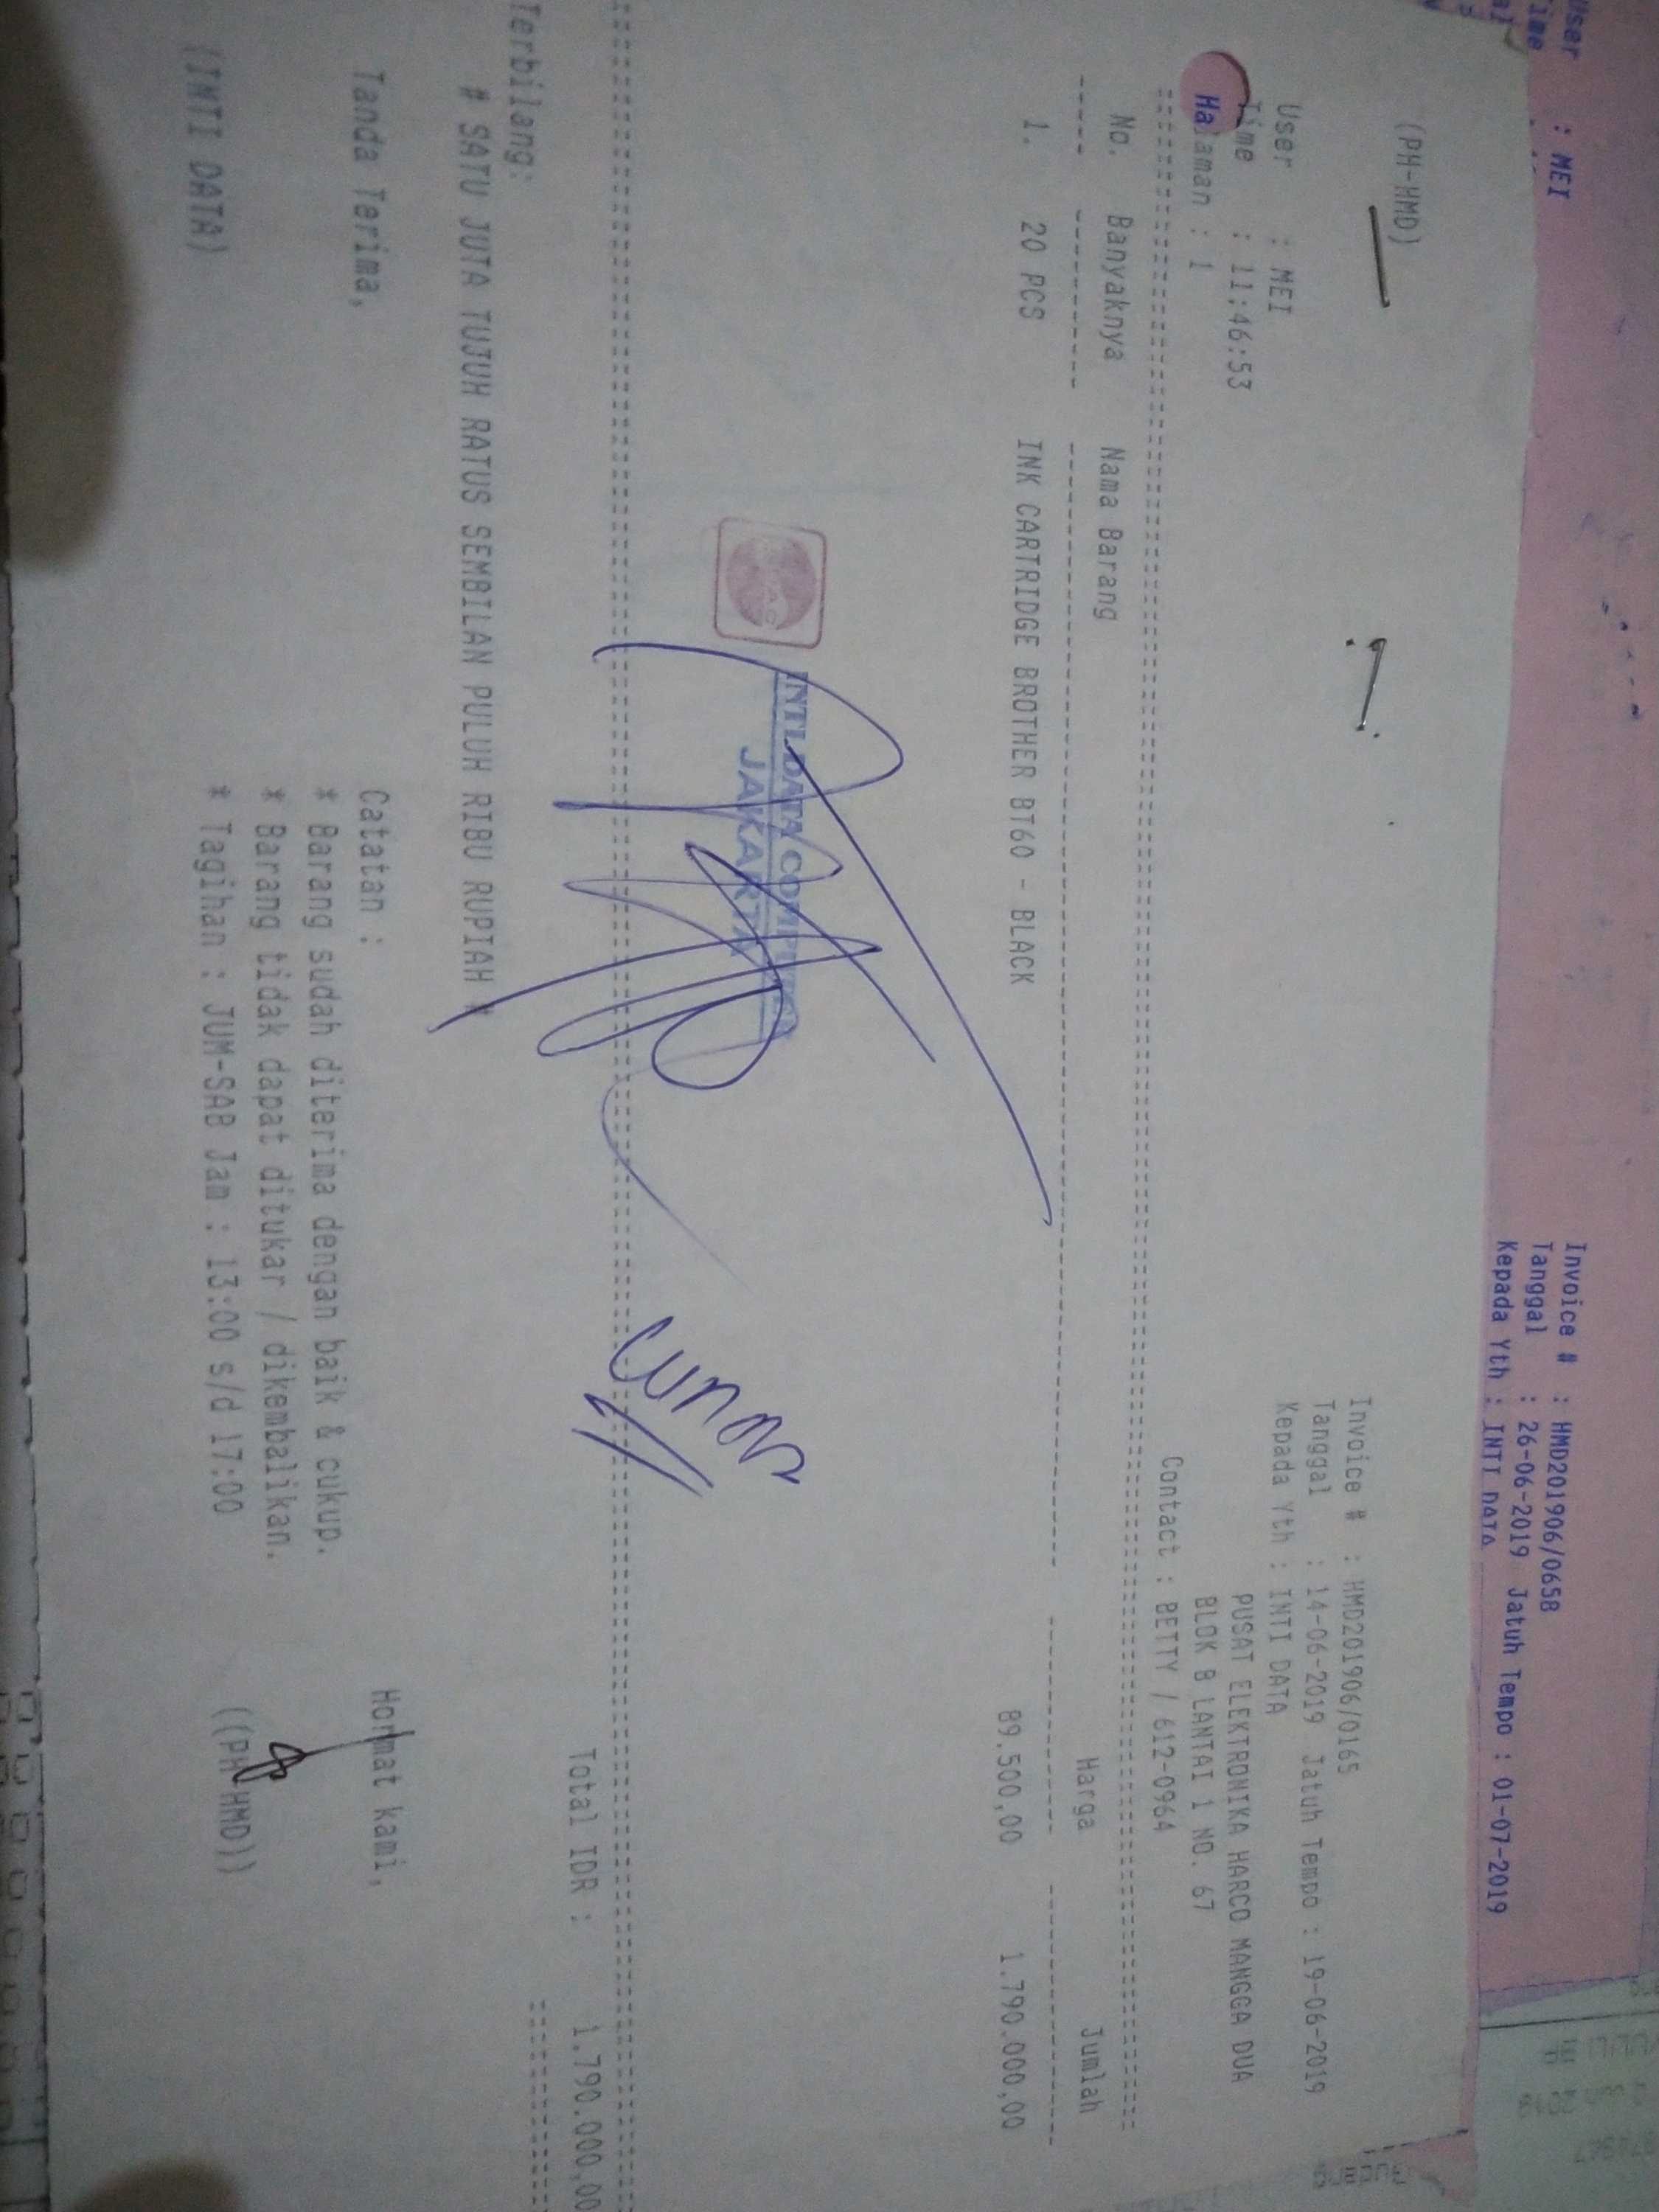 User : MEI
Invoice # : HMD201906/0658
Tanggal : 26-06-2019 Jatuh Tempo : 01-07-2019
Kepada Yth : INTI DATA
(PH-HMD)
Invoice # : HMD201906/0165
Tanggal : 14-06-2019 Jatuh Tempo : 19-06-2019
Kepada Yth : INTI DATA
PUSAT ELEKTRONIKA HARCO MANGGA DUA
BLOK B LANTAI 1 NO. 67
Contact : BETTY / 612-0964
User : MEI
Time : 11:46:53
Halaman : 1
No. Banyaknya Nama Barang Harga Jumlah
1. 20 PCS INK CARTRIDGE BROTHER BT60 - BLACK 89.500,00 1.790.000,00
INTI DATA COMPUTER
JAKARTA
Lunas
Total IDR : 1.790.000,00
Terbilang:
# SATU JUTA TUJUH RATUS SEMBILAN PULUH RIBU RUPIAH #
Tanda Terima,
Catatan :
* Barang sudah diterima dengan baik & cukup.
* Barang tidak dapat ditukar / dikembalikan.
* Tagihan : JUM-SAB Jam : 13:00 s/d 17:00
Hormat kami,
(INTI DATA)
((PH-HMD))